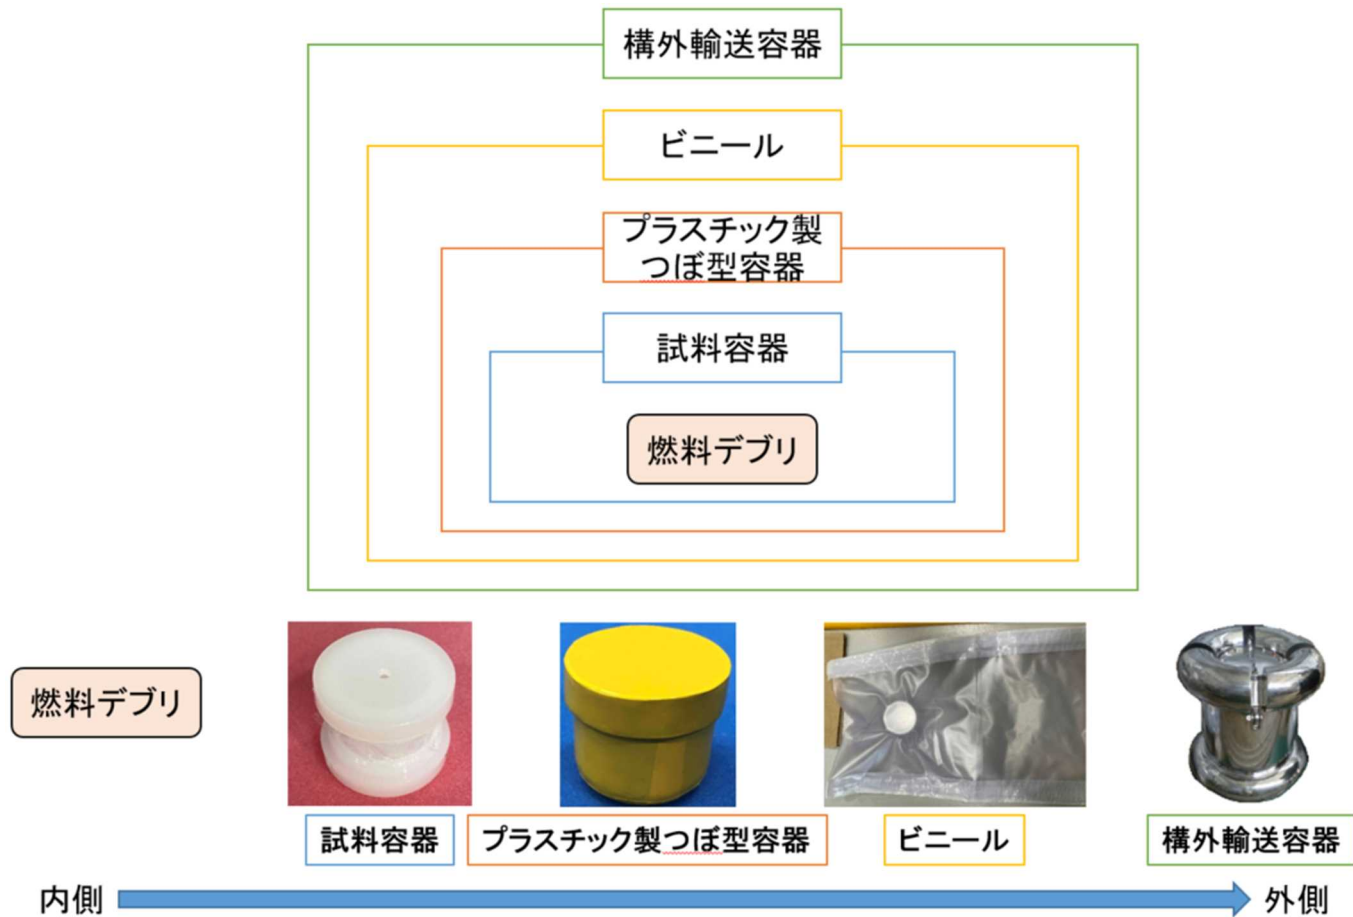 構外輸送容器
ビニール
プラスチック製
つぼ型容器
試料容器
燃料デブリ
燃料デブリ
試料容器
プラスチック製つぼ型容器
ビニール
構外輸送容器
内側
外側